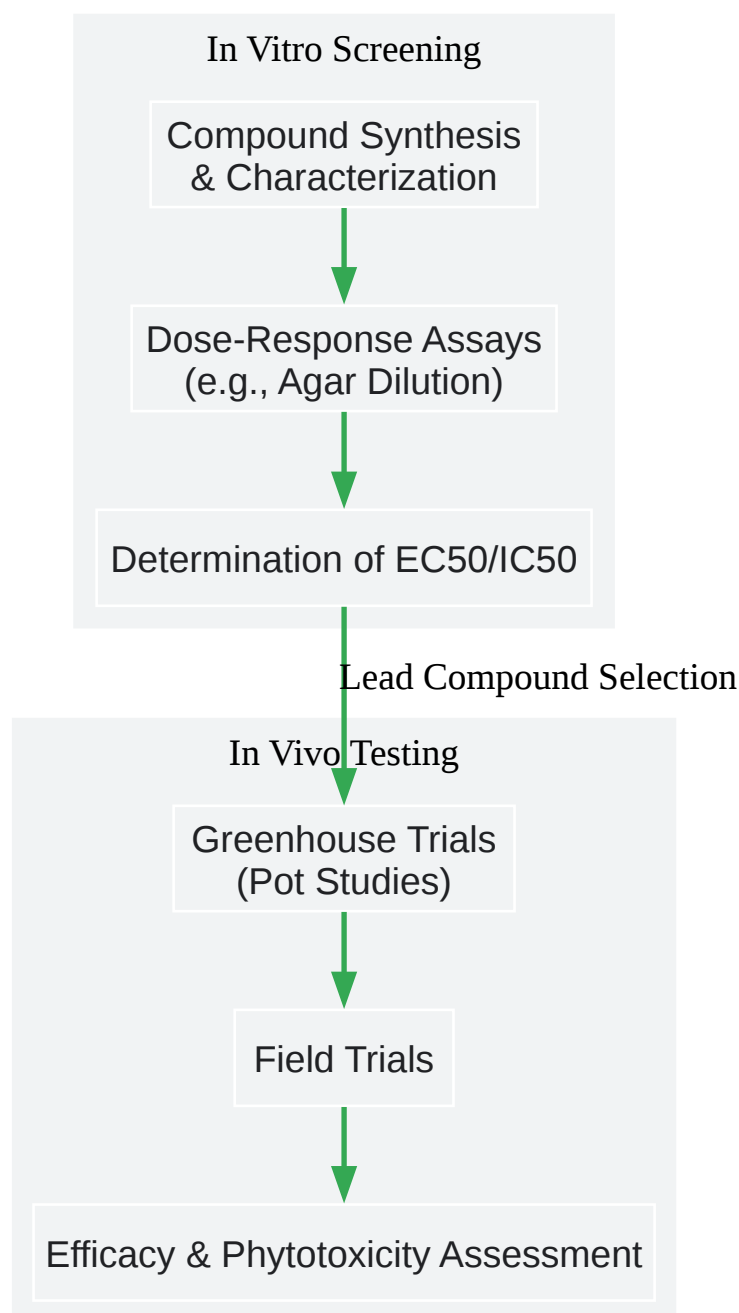 In Vitro Screening
Compound Synthesis
& Characterization
Dose-Response Assays
(e.g., Agar Dilution)
Determination of EC50/IC50
Lead Compound Selection
In Vivo Testing
Greenhouse Trials
(Pot Studies)
Field Trials
Efficacy & Phytotoxicity Assessment